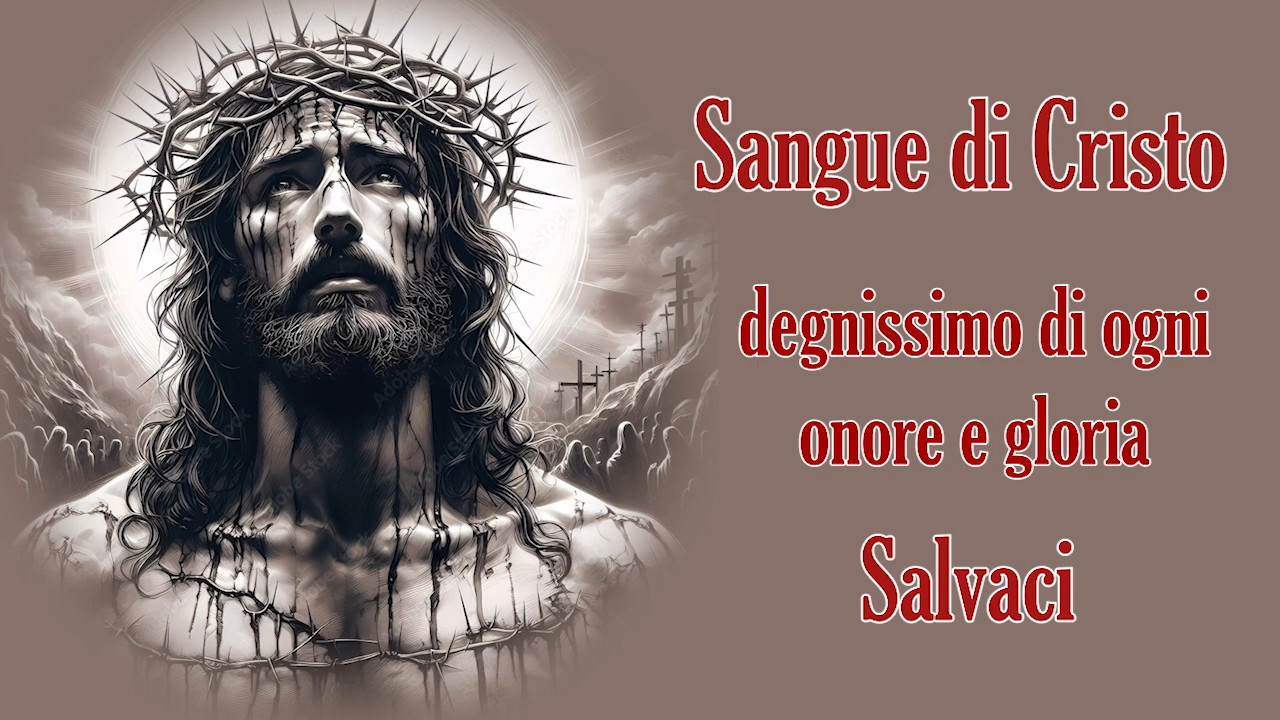 Sangue di Cristo
degnissimo di ogni
onore e gloria
Salvaci